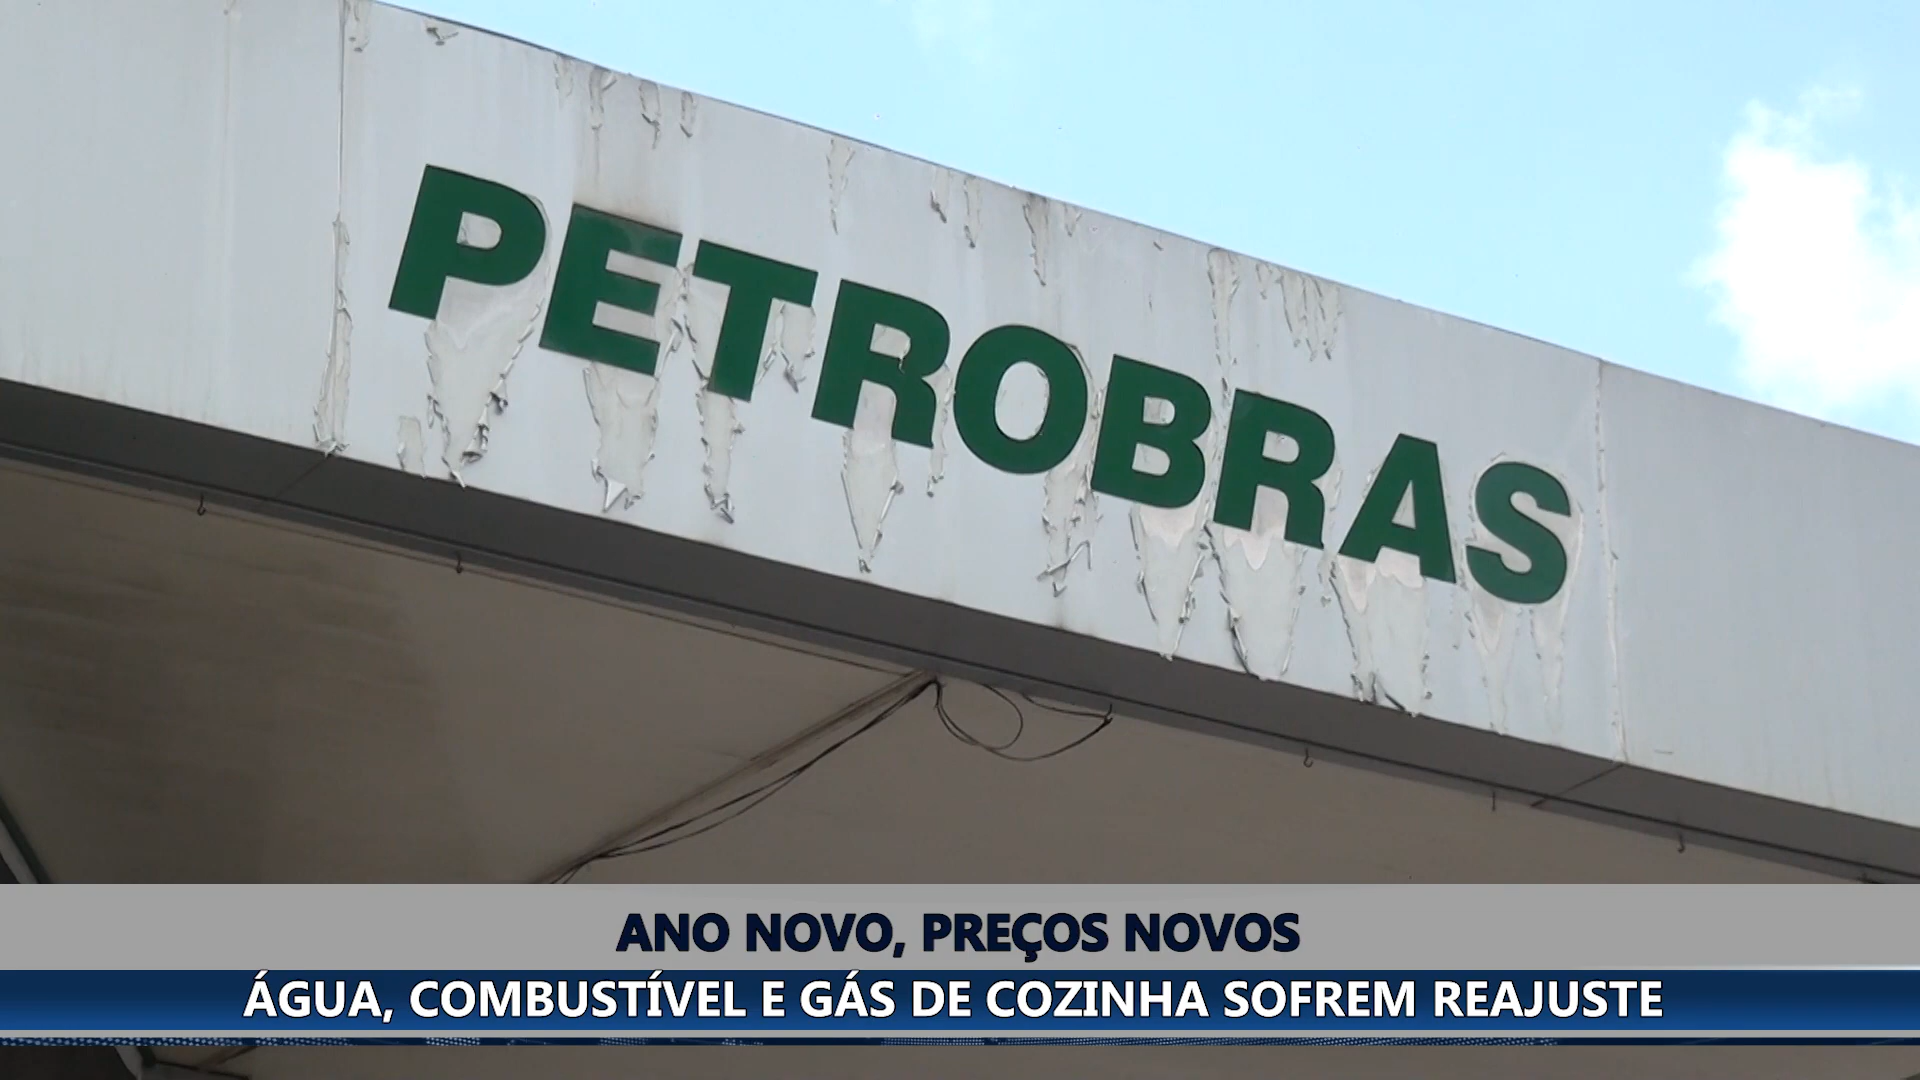 PETROBRAS
ANO NOVO, PREÇOS NOVOS
ÁGUA, COMBUSTÍVEL E GÁS DE COZINHA SOFREM REAJUSTE